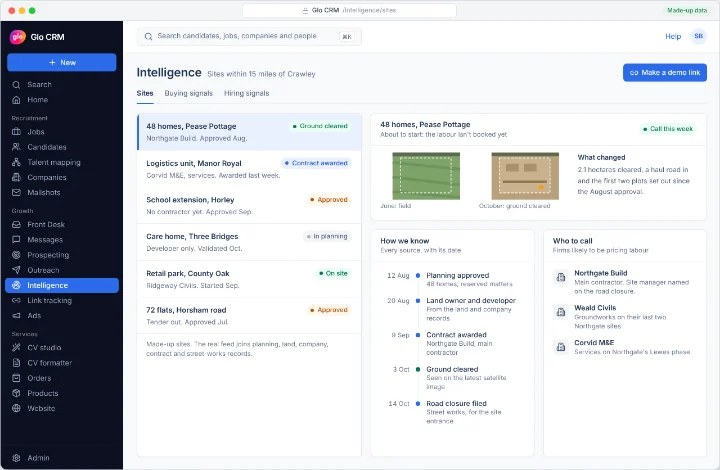 Glo CRM /intelligence/sites
Made-up data
glo Glo CRM
+ New
Search
Home
Recruitment
Jobs
Candidates
Talent mapping
Companies
Mailshots
Growth
Front Desk
Messages
Prospecting
Outreach
Intelligence
Link tracking
Ads
Services
CV studio
CV formatter
Orders
Products
Website
Admin
Search candidates, jobs, companies and people ⌘K
Help SB
Intelligence Sites within 15 miles of Crawley
Make a demo link
Sites Buying signals Hiring signals
48 homes, Pease Pottage Ground cleared
Northgate Build. Approved Aug.
Logistics unit, Manor Royal Contract awarded
Corvid M&E, services. Awarded last week.
School extension, Horley Approved
No contractor yet. Approved Sep.
Care home, Three Bridges In planning
Developer only. Validated Oct.
Retail park, County Oak On site
Ridgeway Civils. Started Sep.
72 flats, Horsham road Approved
Tender out. Approved Jul.
Made-up sites. The real feed joins planning, land, company,
contract and street-works records.
48 homes, Pease Pottage
About to start: the labour isn't booked yet
Call this week
June: field
October: ground cleared
What changed
2.1 hectares cleared, a haul road in
and the first two plots set out since
the August approval.
How we know
Every source, with its date
12 Aug Planning approved
48 homes, reserved matters
20 Aug Land owner and developer
From the land and company
records
9 Sep Contract awarded
Northgate Build, main
contractor
3 Oct Ground cleared
Seen on the latest satellite
image
14 Oct Road closure filed
Street works, for the site
entrance
Who to call
Firms likely to be pricing labour
Northgate Build
Main contractor. Site manager named
on the road closure.
Weald Civils
Groundworks on their last two
Northgate sites.
Corvid M&E
Services on Northgate's Lewes phase.